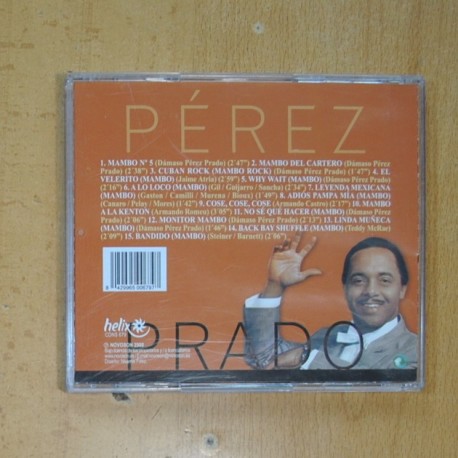 PÉREZ
1. MAMBO Nº 5 (Dámaso Pérez Prado) (2'47") 2. MAMBO DEL CARTERO (Dámaso Pérez
Prado) (2'38") 3. CUBAN ROCK (MAMBO ROCK) (Dámaso Pérez Prado) (1'47") 4. EL
VELERITO (MAMBO) (Jaime Atria) (2'59") 5. WHY WAIT (MAMBO) (Dámaso Pérez Prado)
(2'16") 6. A LO LOCO (MAMBO) (Gil / Guijarro / Soucha) (2'34") 7. LEYENDA MEXICANA
(MAMBO) (Gaston / Camilli / Moreno / Bioux) (1'49") 8. ADIÓS PAMPA MÍA (MAMBO)
(Canaro / Pelay / Mores) (1'42") 9. COSE, COSE, COSE (Armando Castro) (2'17") 10. MAMBO
A LA KENTON (Armando Romeu) (3'05") 11. NO SÉ QUÉ HACER (MAMBO) (Dámaso Pérez
Prado) (2'06") 12. MONITOR MAMBO (Dámaso Pérez Prado) (2'13") 13. LINDA MUÑECA
(MAMBO) (Dámaso Pérez Prado) (1'46") 14. BACK BAY SHUFFLE (MAMBO) (Teddy McRae)
(2'09") 15. BANDIDO (MAMBO) (Steiner / Barnett) (2'06")
helix
PRADO